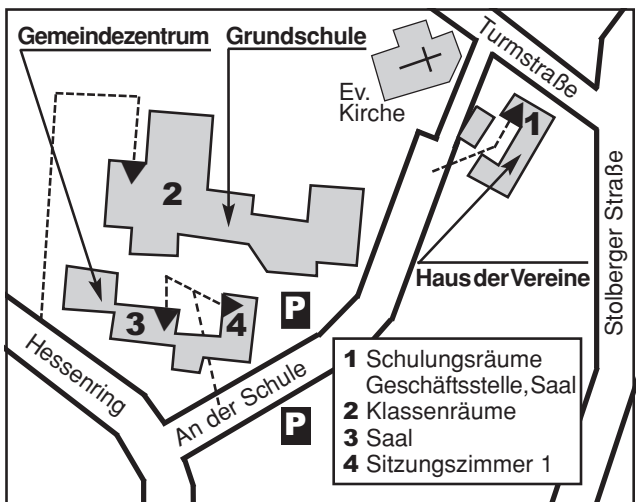 Gemeindezentrum
Grundschule
Turmstraße
Ev.
Kirche
1
2
Stolberger Straße
Haus der Vereine
3
4
P
Hessenring
An der Schule
P
1 Schulungsräume
Geschäftsstelle, Saal
2 Klassenräume
3 Saal
4 Sitzungszimmer 1